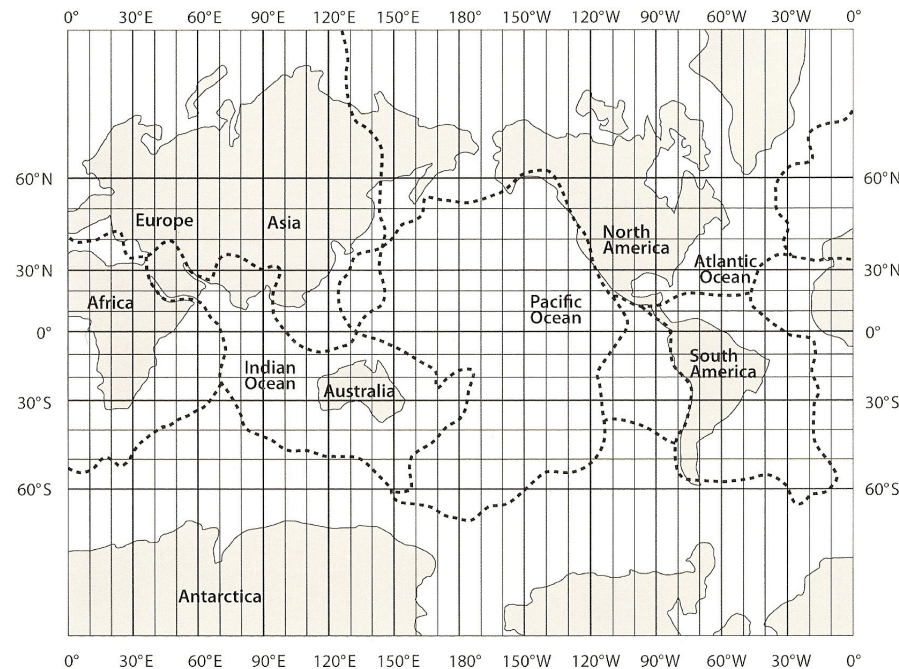 0° 30°E 60°E 90°E 120°E 150°E 180° 150°W 120°W 90°W 60°W 30°W 0°
60°N 60°N
Europe Asia
North
America
Atlantic
Ocean
30°N 30°N
Africa
Pacific
Ocean
0° 0°
Indian
Ocean
South
America
Australia
30°S 30°S
60°S 60°S
Antarctica
0° 30°E 60°E 90°E 120°E 150°E 180° 150°W 120°W 90°W 60°W 30°W 0°